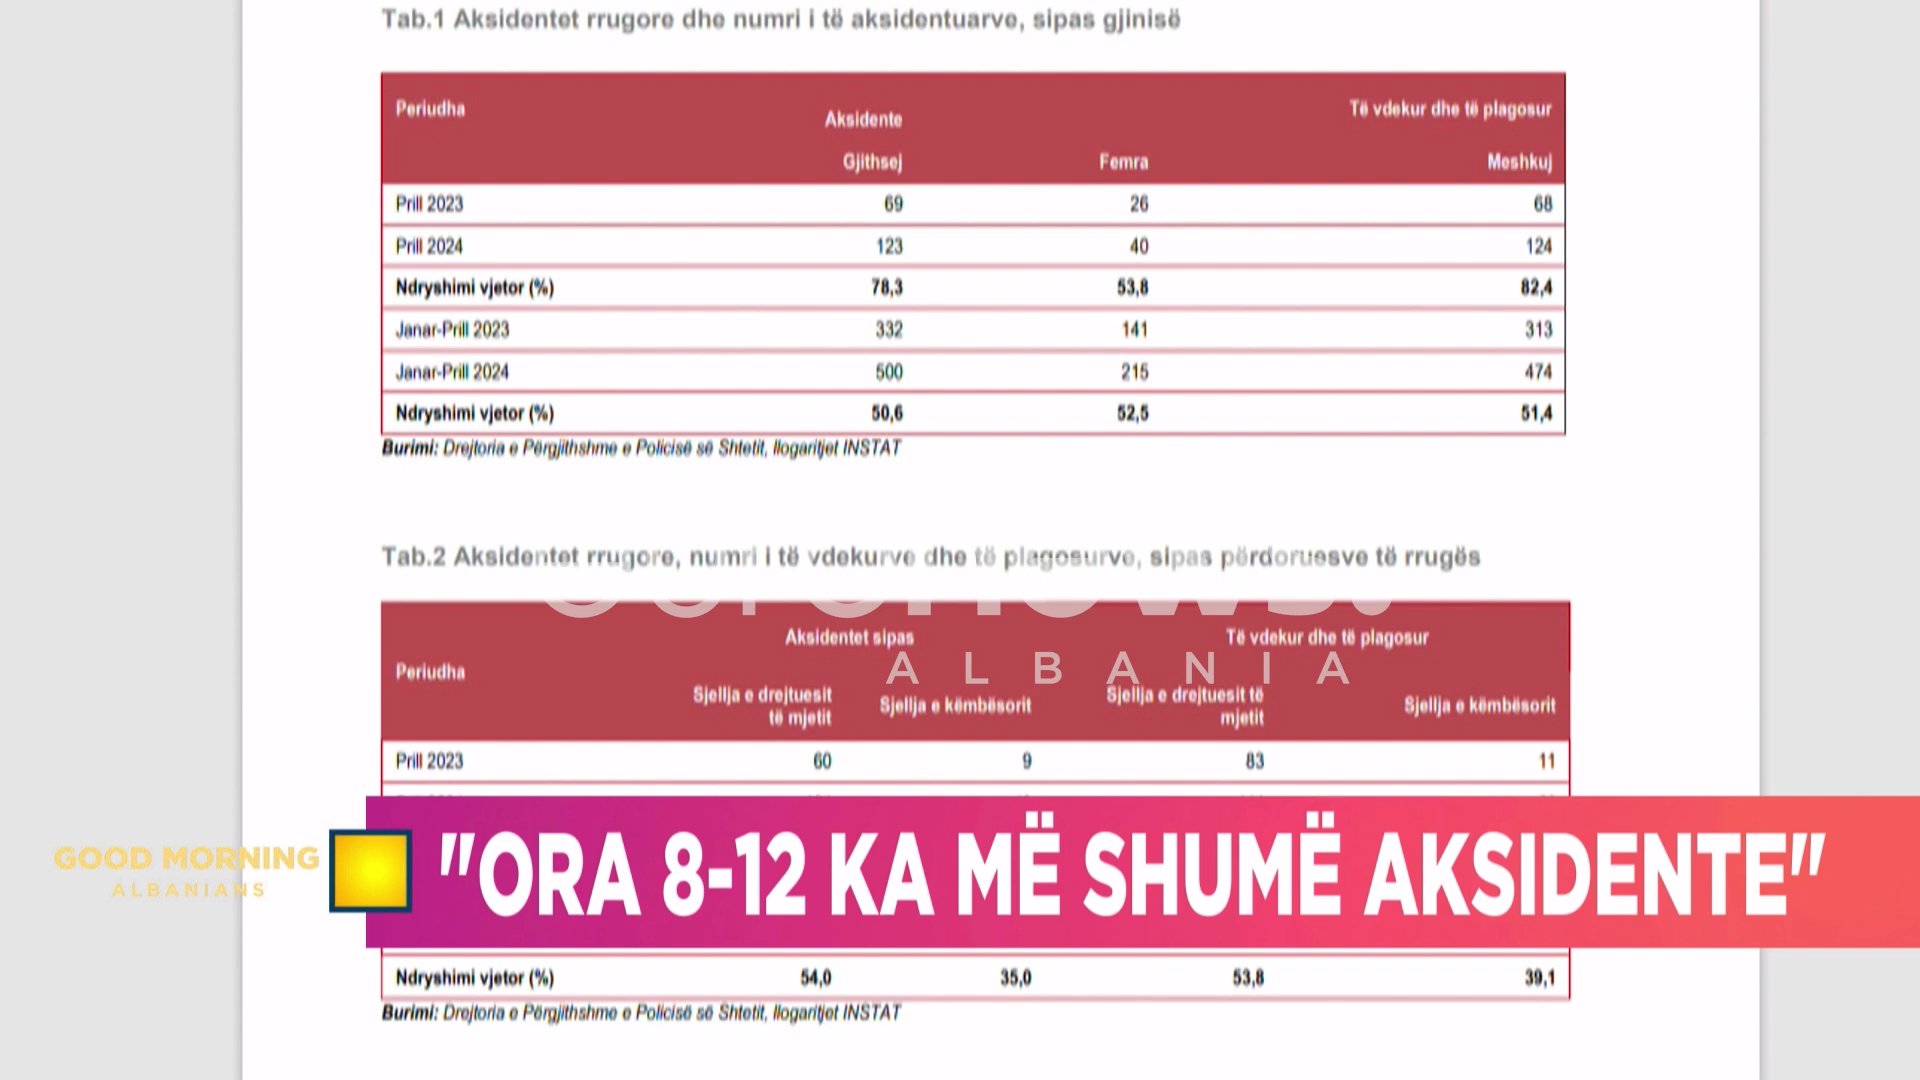 Tab.1 Aksidentet rrugore dhe numri i të aksidentuarve, sipas gjinisë
Periudha Aksidente Të vdekur dhe të plagosur
Gjithsej Femra Meshkuj
Prill 2023 69 26 68
Prill 2024 123 40 124
Ndryshimi vjetor (%) 78,3 53,8 82,4
Janar-Prill 2023 332 141 313
Janar-Prill 2024 500 215 474
Ndryshimi vjetor (%) 50,6 52,5 51,4
Burimi: Drejtoria e Përgjithshme e Policisë së Shtetit, llogaritjet INSTAT
Tab.2 Aksidentet rrugore, numri i të vdekurve dhe të plagosurve, sipas përdoruesve të rrugës
Aksidentet sipas Të vdekur dhe të plagosur
ALBANIA
Periudha
Sjellja e drejtuesit të mjetit Sjellja e këmbësorit Sjellja e drejtuesit të mjetit Sjellja e këmbësorit
Prill 2023 60 9 83 11
GOOD MORNING
ALBANIANS
"ORA 8-12 KA MË SHUMË AKSIDENTE"
Ndryshimi vjetor (%) 54,0 35,0 53,8 39,1
Burimi: Drejtoria e Përgjithshme e Policisë së Shtetit, llogaritjet INSTAT